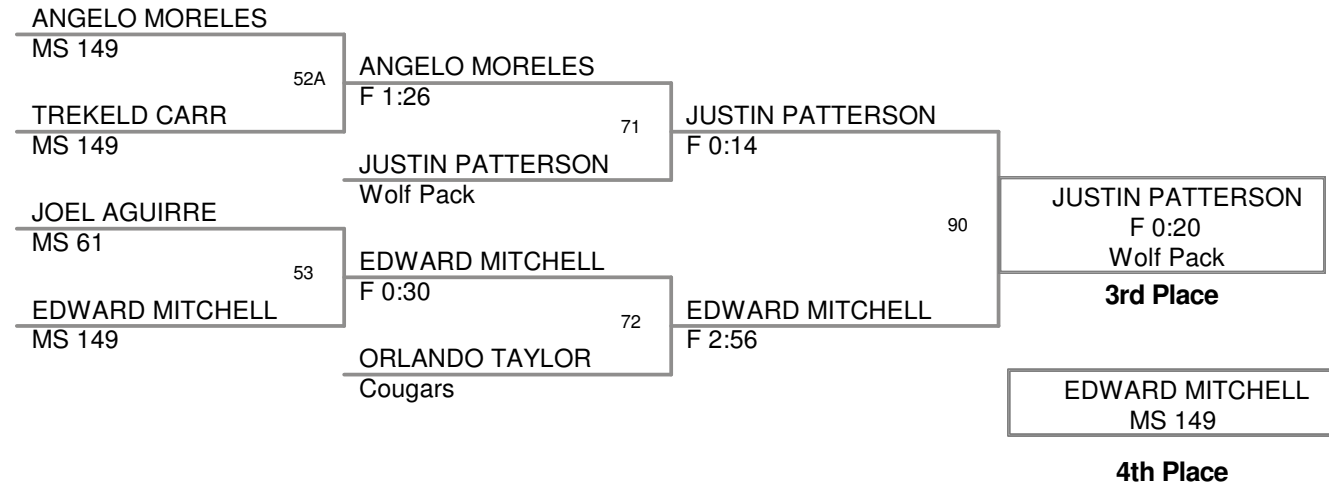 ANGELO MORELES
MS 149
52A
TREKELD CARR
MS 149
ANGELO MORELES
F 1:26
71
JUSTIN PATTERSON
Wolf Pack
JUSTIN PATTERSON
F 0:14
JOEL AGUIRRE
MS 61
53
EDWARD MITCHELL
MS 149
EDWARD MITCHELL
F 0:30
72
ORLANDO TAYLOR
Cougars
EDWARD MITCHELL
F 2:56
90
JUSTIN PATTERSON
F 0:20
Wolf Pack
3rd Place
EDWARD MITCHELL
MS 149
4th Place